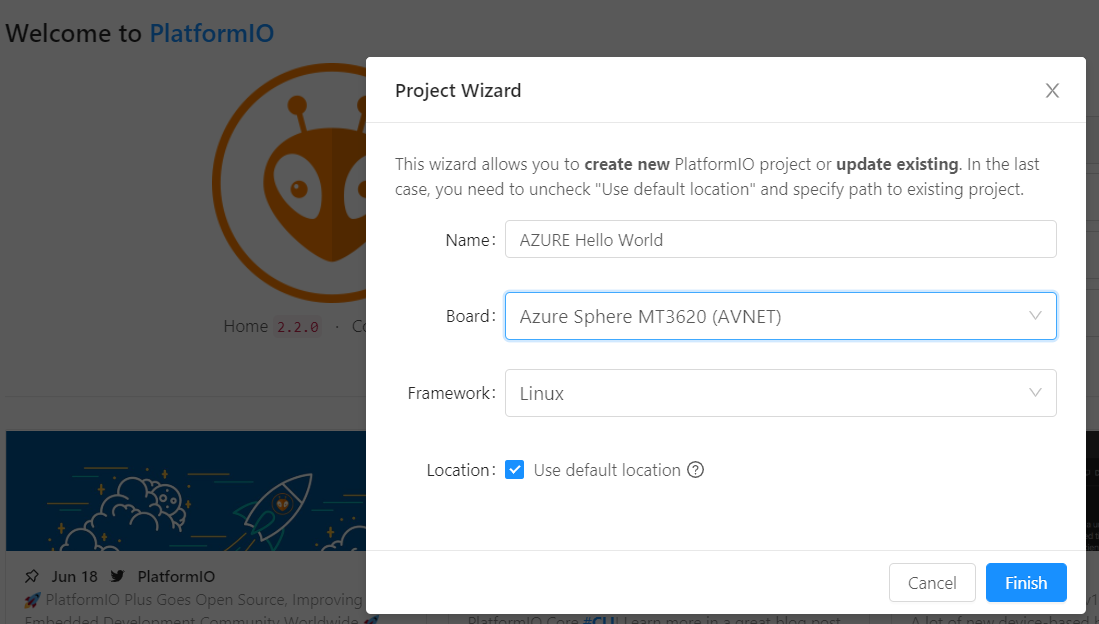 Welcome to PlatformIO
Project Wizard
This wizard allows you to create new PlatformIO project or update existing. In the last
case, you need to uncheck "Use default location" and specify path to existing project.
Name:
AZURE Hello World
Board:
Azure Sphere MT3620 (AVNET)
Framework:
Linux
Location:
Use default location
Cancel
Finish
Home 2.2.0 ·
Jun 18 PlatformIO
PlatformIO Plus Goes Open Source, Improving
Embedded Development Community Worldwide
PlatformIO Core #CLI! Learn more in a great blog post
A lot of new device-based